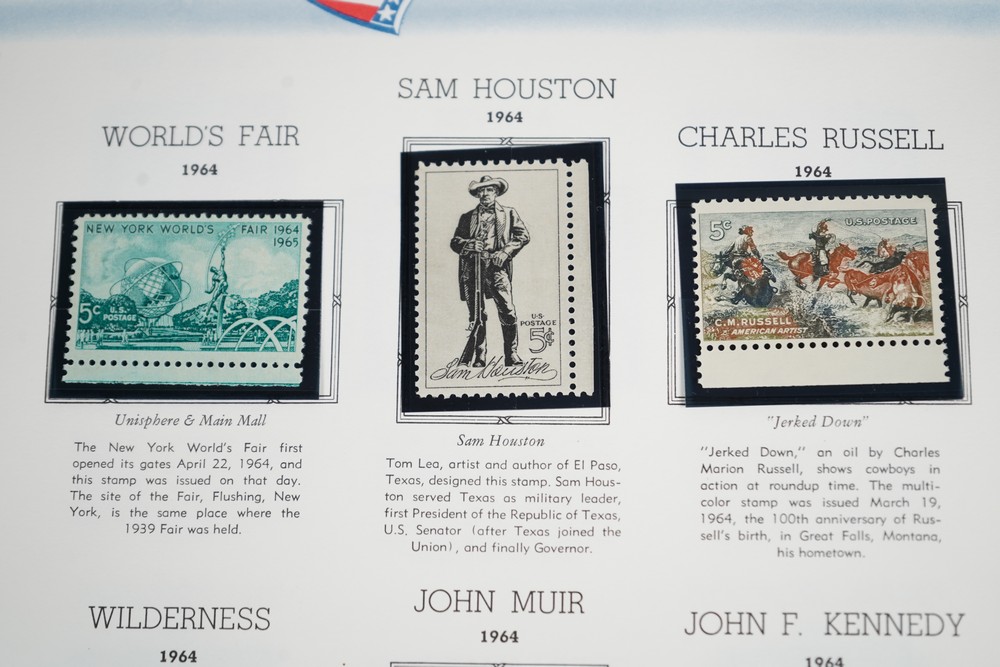 WORLD'S FAIR
1964
NEW YORK WORLD'S FAIR 1964
1965
5¢ U.S.
POSTAGE
Unisphere & Main Mall
The New York World's Fair first
opened its gates April 22, 1964, and
this stamp was issued on that day.
The site of the Fair, Flushing, New
York, is the same place where the
1939 Fair was held.
SAM HOUSTON
1964
U·S·
POSTAGE
5¢
Sam Houston
Sam Houston
Tom Lea, artist and author of El Paso,
Texas, designed this stamp. Sam Hous-
ton served Texas as military leader,
first President of the Republic of Texas,
U.S. Senator (after Texas joined the
Union), and finally Governor.
CHARLES RUSSELL
1964
5¢ U.S. POSTAGE
C.M. RUSSELL
AMERICAN ARTIST
"Jerked Down"
"Jerked Down," an oil by Charles
Marion Russell, shows cowboys in
action at roundup time. The multi-
color stamp was issued March 19,
1964, the 100th anniversary of Rus-
sell's birth, in Great Falls, Montana,
his hometown.
WILDERNESS
1964
JOHN MUIR
1964
JOHN F. KENNEDY
1964